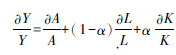 ∂Y/Y = ∂A/A + (1-α) ∂L/L + α ∂K/K